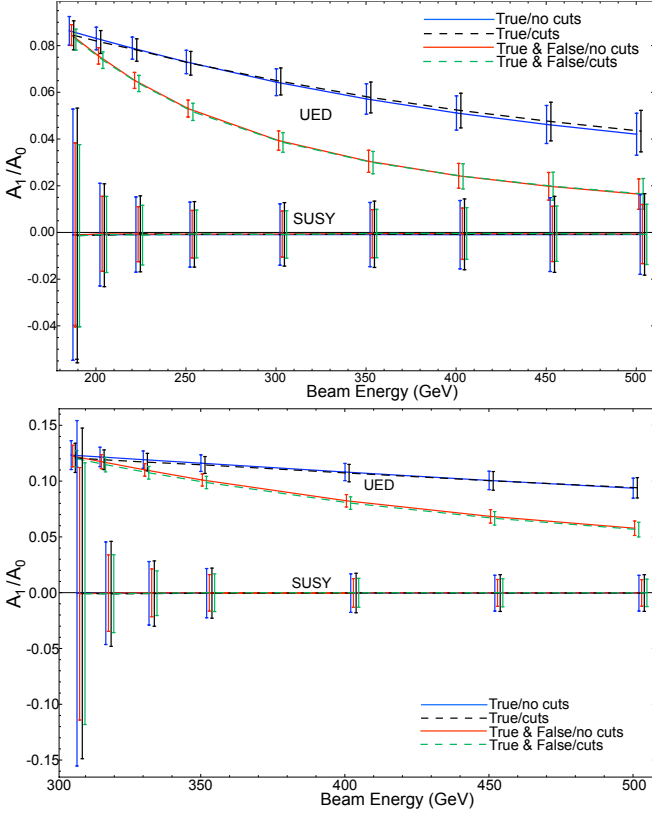 True/no cuts
True/cuts
True & False/no cuts
True & False/cuts
0.08
0.06
0.04
0.02
0.00
-0.02
-0.04
A1/A0
UED
SUSY
200 250 300 350 400 450 500
Beam Energy (GeV)
0.15
0.10
0.05
0.00
-0.05
-0.10
-0.15
A1/A0
UED
SUSY
True/no cuts
True/cuts
True & False/no cuts
True & False/cuts
300 350 400 450 500
Beam Energy (GeV)